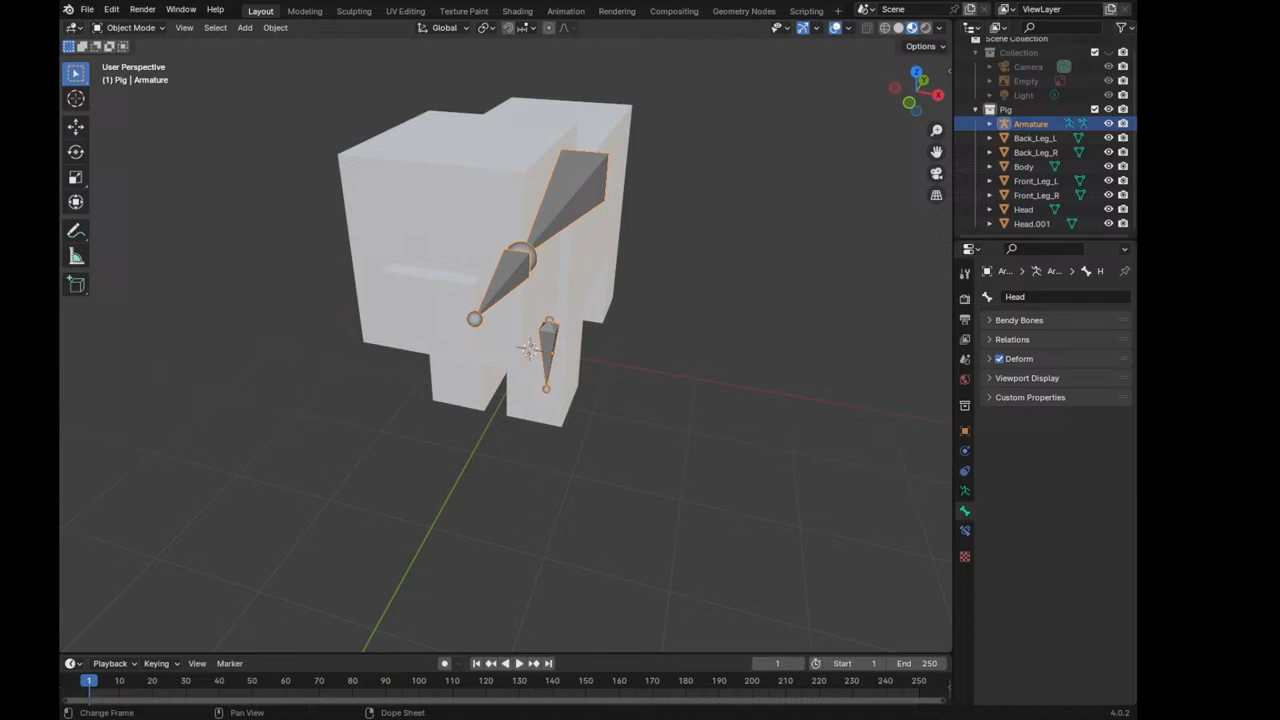 File Edit Render Window Help Layout Modeling Sculpting UV Editing Texture Paint Shading Animation Rendering Compositing Geometry Nodes Scripting Scene ViewLayer
Object Mode View Select Add Object Global
Options
User Perspective
(1) Pig | Armature
Z
Y
X
Scene Collection
Collection
Camera
Empty
Light
Pig
Armature
Back_Leg_L
Back_Leg_R
Body
Front_Leg_L
Front_Leg_R
Head
Head.001
Ar... Ar... H
Head
Bendy Bones
Relations
Deform
Viewport Display
Custom Properties
Playback Keying View Marker 1 Start 1 End 250
1 10 20 30 40 50 60 70 80 90 100 110 120 130 140 150 160 170 180 190 200 210 220 230 240 250
Change Frame Pan View Dope Sheet 4.0.2